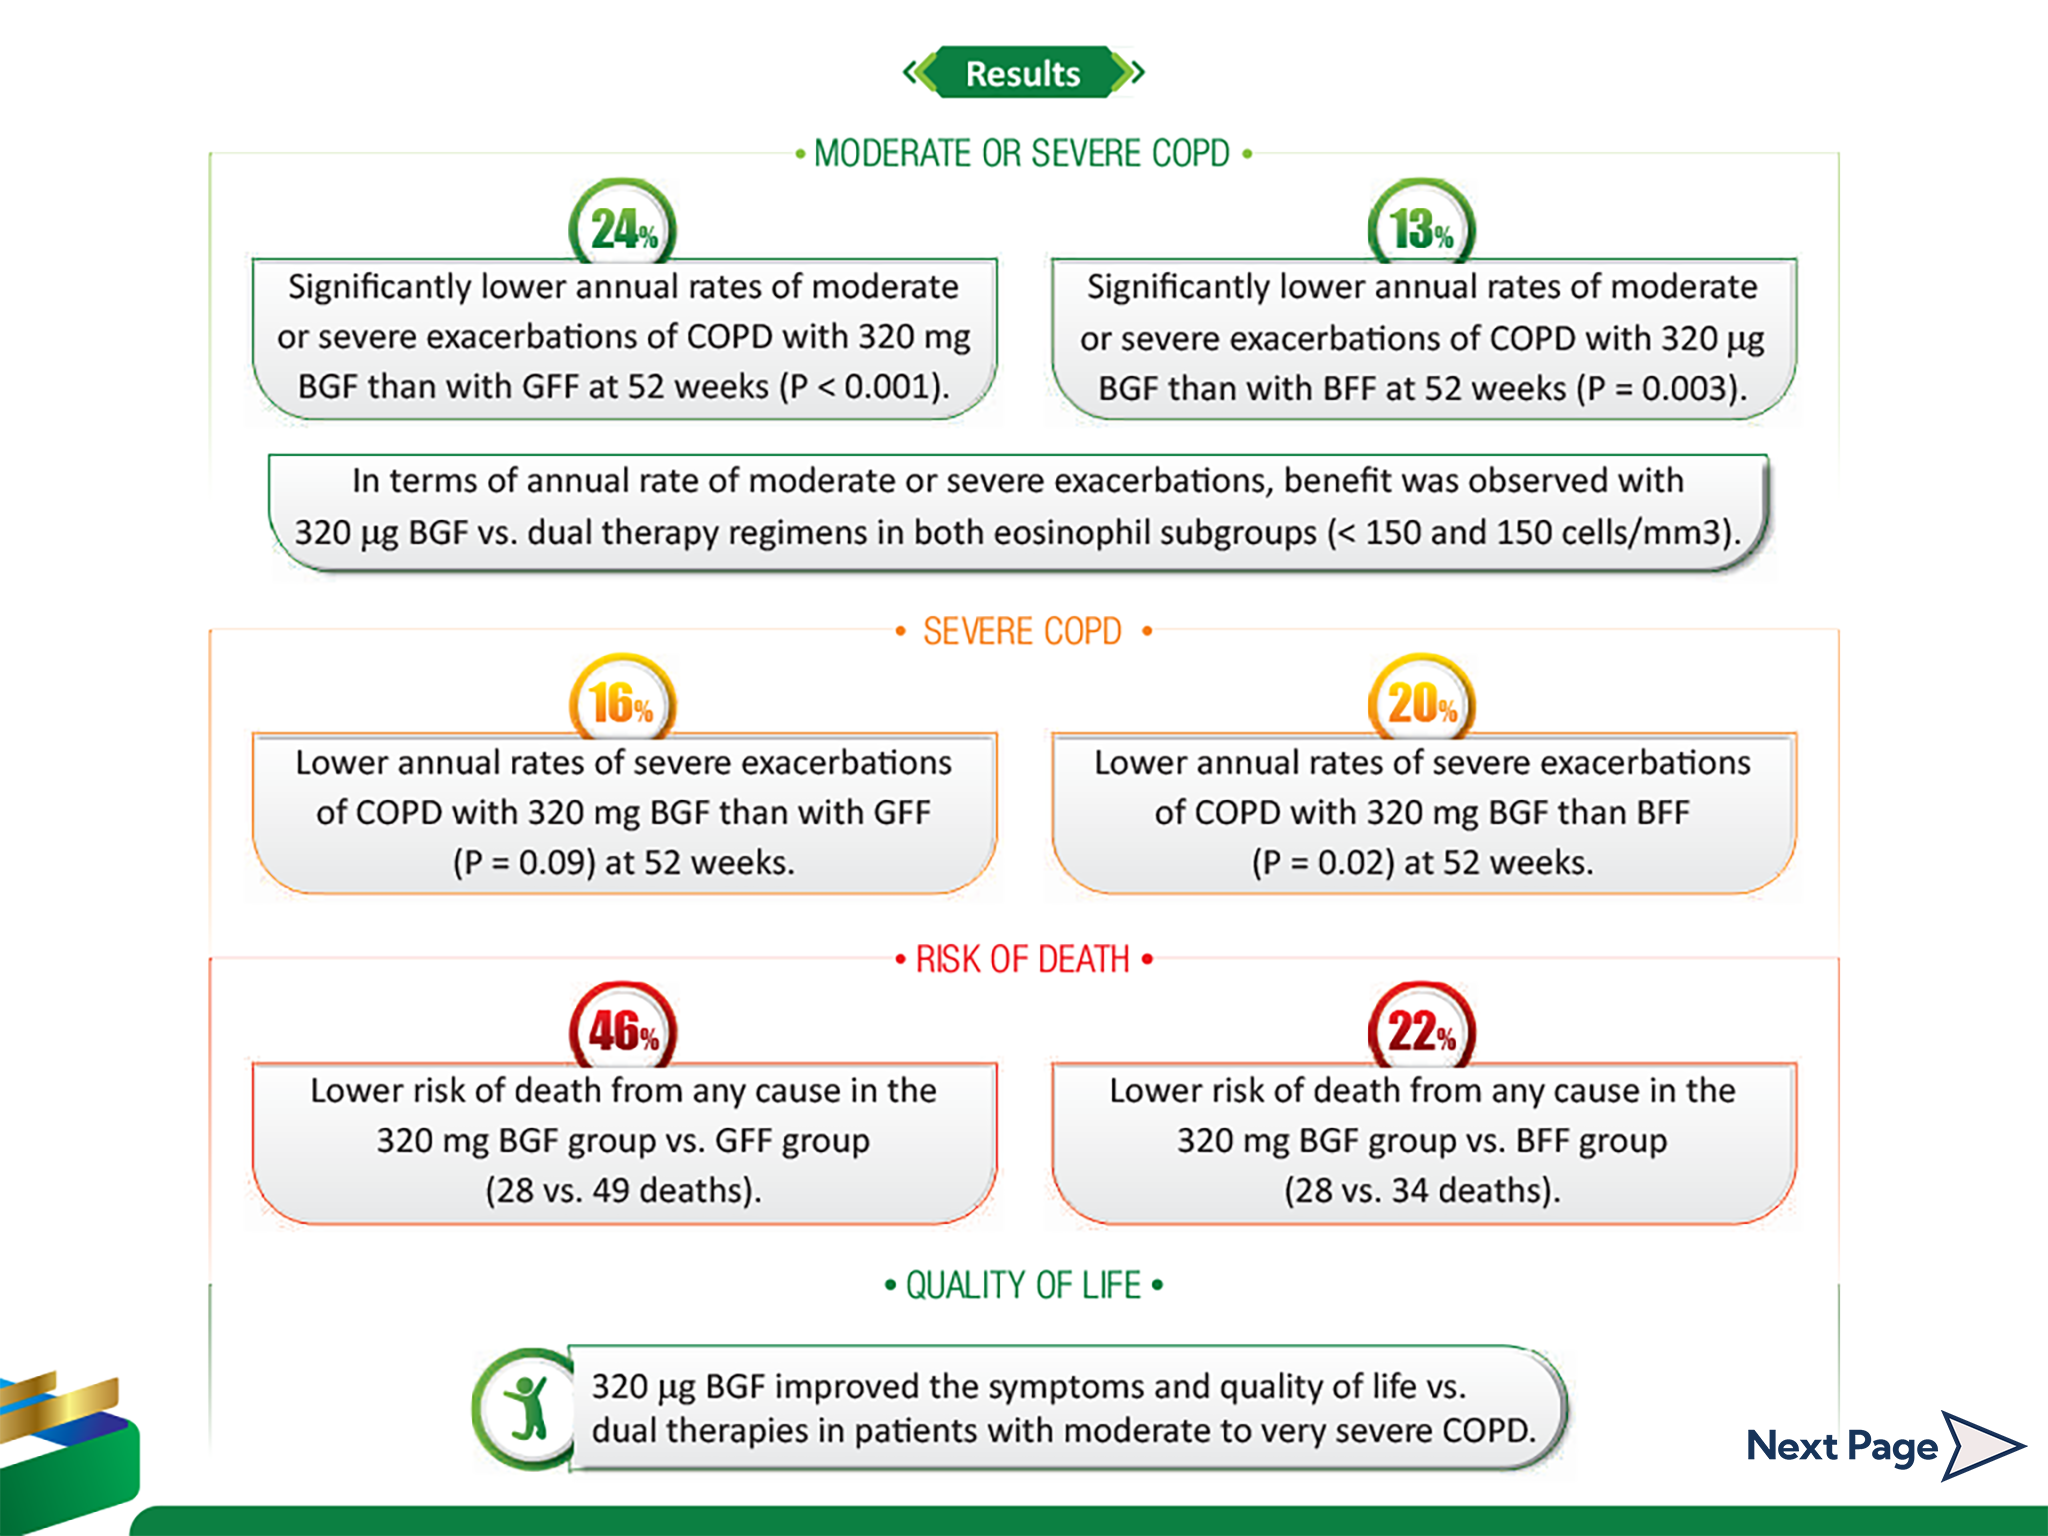 Results
• MODERATE OR SEVERE COPD •
24%
Significantly lower annual rates of moderate
or severe exacerbations of COPD with 320 mg
BGF than with GFF at 52 weeks (P < 0.001).
13%
Significantly lower annual rates of moderate
or severe exacerbations of COPD with 320 µg
BGF than with BFF at 52 weeks (P = 0.003).
In terms of annual rate of moderate or severe exacerbations, benefit was observed with
320 µg BGF vs. dual therapy regimens in both eosinophil subgroups (< 150 and 150 cells/mm3).
• SEVERE COPD •
16%
Lower annual rates of severe exacerbations
of COPD with 320 mg BGF than with GFF
(P = 0.09) at 52 weeks.
20%
Lower annual rates of severe exacerbations
of COPD with 320 mg BGF than BFF
(P = 0.02) at 52 weeks.
• RISK OF DEATH •
46%
Lower risk of death from any cause in the
320 mg BGF group vs. GFF group
(28 vs. 49 deaths).
22%
Lower risk of death from any cause in the
320 mg BGF group vs. BFF group
(28 vs. 34 deaths).
• QUALITY OF LIFE •
320 µg BGF improved the symptoms and quality of life vs.
dual therapies in patients with moderate to very severe COPD.
Next Page